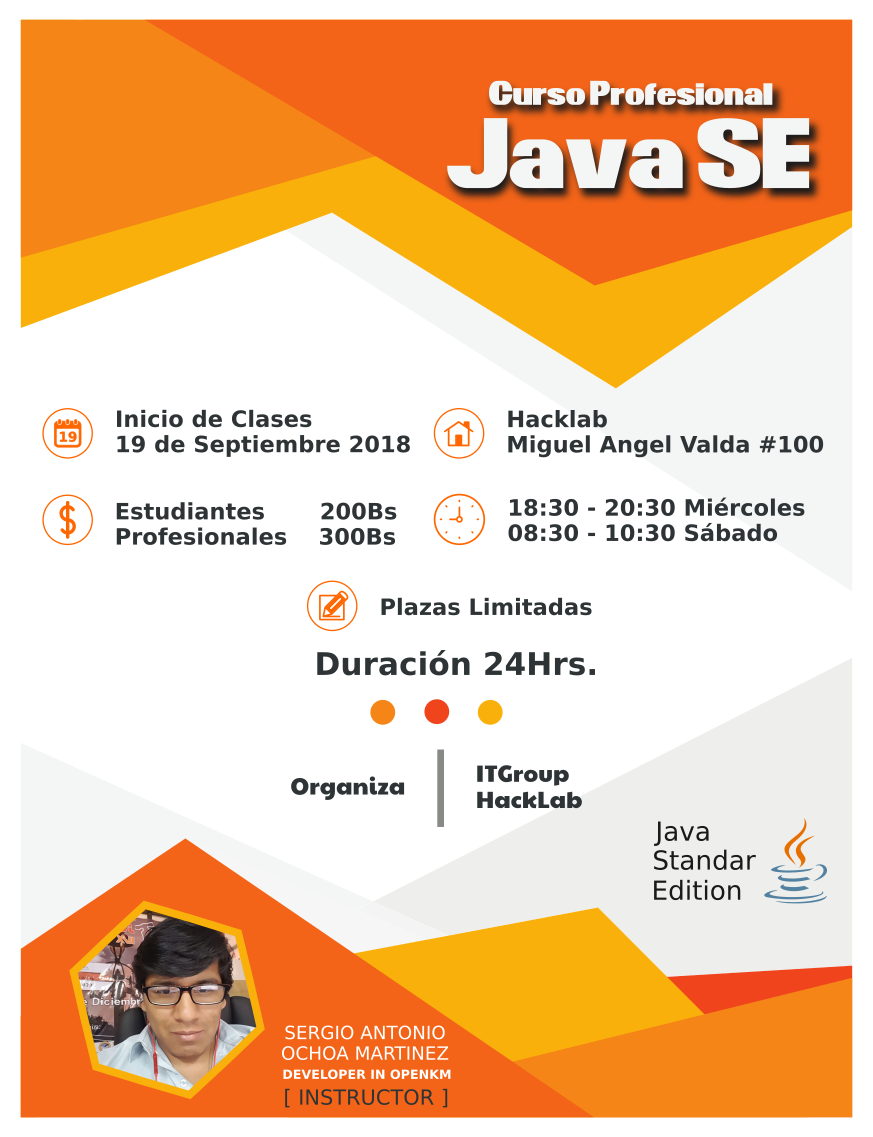 Curso Profesional
Java SE
19
Inicio de Clases
19 de Septiembre 2018
Hacklab
Miguel Angel Valda #100
$
Estudiantes 200Bs
Profesionales 300Bs
18:30 - 20:30 Miércoles
08:30 - 10:30 Sábado
Plazas Limitadas
Duración 24Hrs.
Organiza
ITGroup
HackLab
Java
Standar
Edition
Diciembr
SERGIO ANTONIO
OCHOA MARTINEZ
DEVELOPER IN OPENKM
[ INSTRUCTOR ]